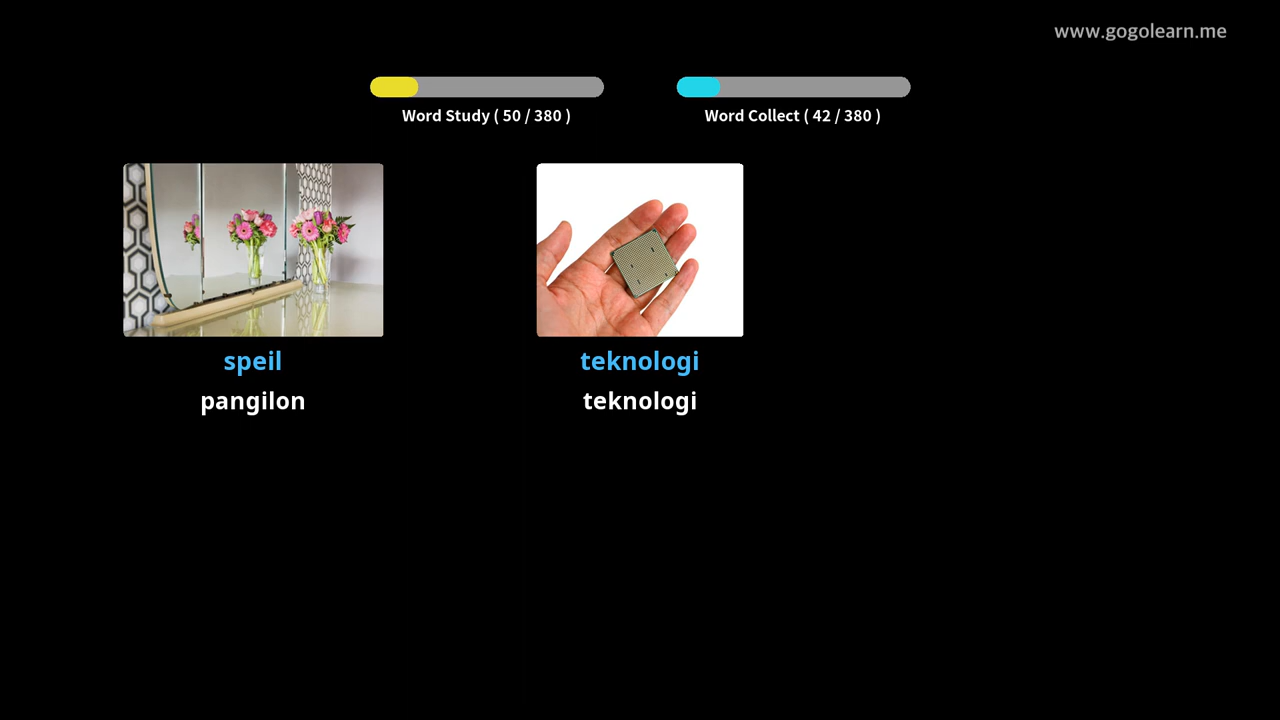 www.gogolearn.me
Word Study ( 50 / 380 )
Word Collect ( 42 / 380 )
speil
pangilon
teknologi
teknologi